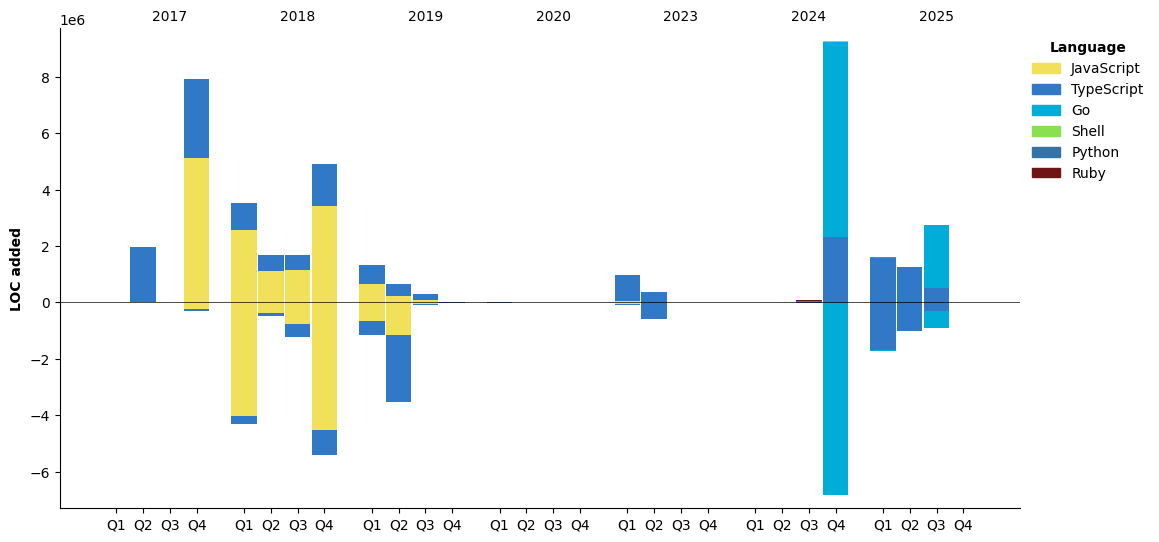 1e6
2017 2018 2019 2020 2023 2024 2025
Language
JavaScript
TypeScript
Go
Shell
Python
Ruby
LOC added
8
6
4
2
0
−2
−4
−6
Q1 Q2 Q3 Q4 Q1 Q2 Q3 Q4 Q1 Q2 Q3 Q4 Q1 Q2 Q3 Q4 Q1 Q2 Q3 Q4 Q1 Q2 Q3 Q4 Q1 Q2 Q3 Q4